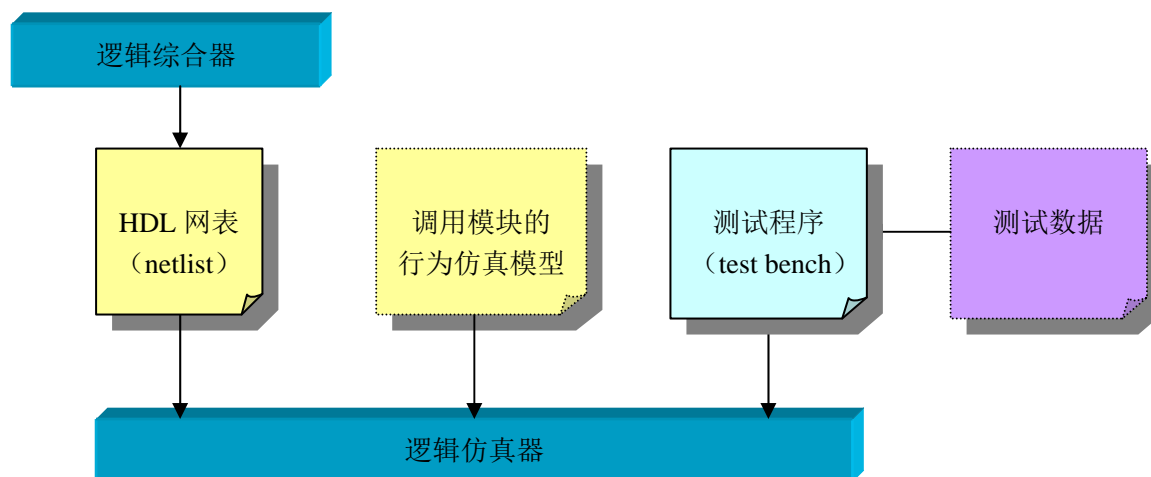 逻辑综合器
HDL 网表
（netlist）
调用模块的
行为仿真模型
测试程序
（test bench）
测试数据
逻辑仿真器